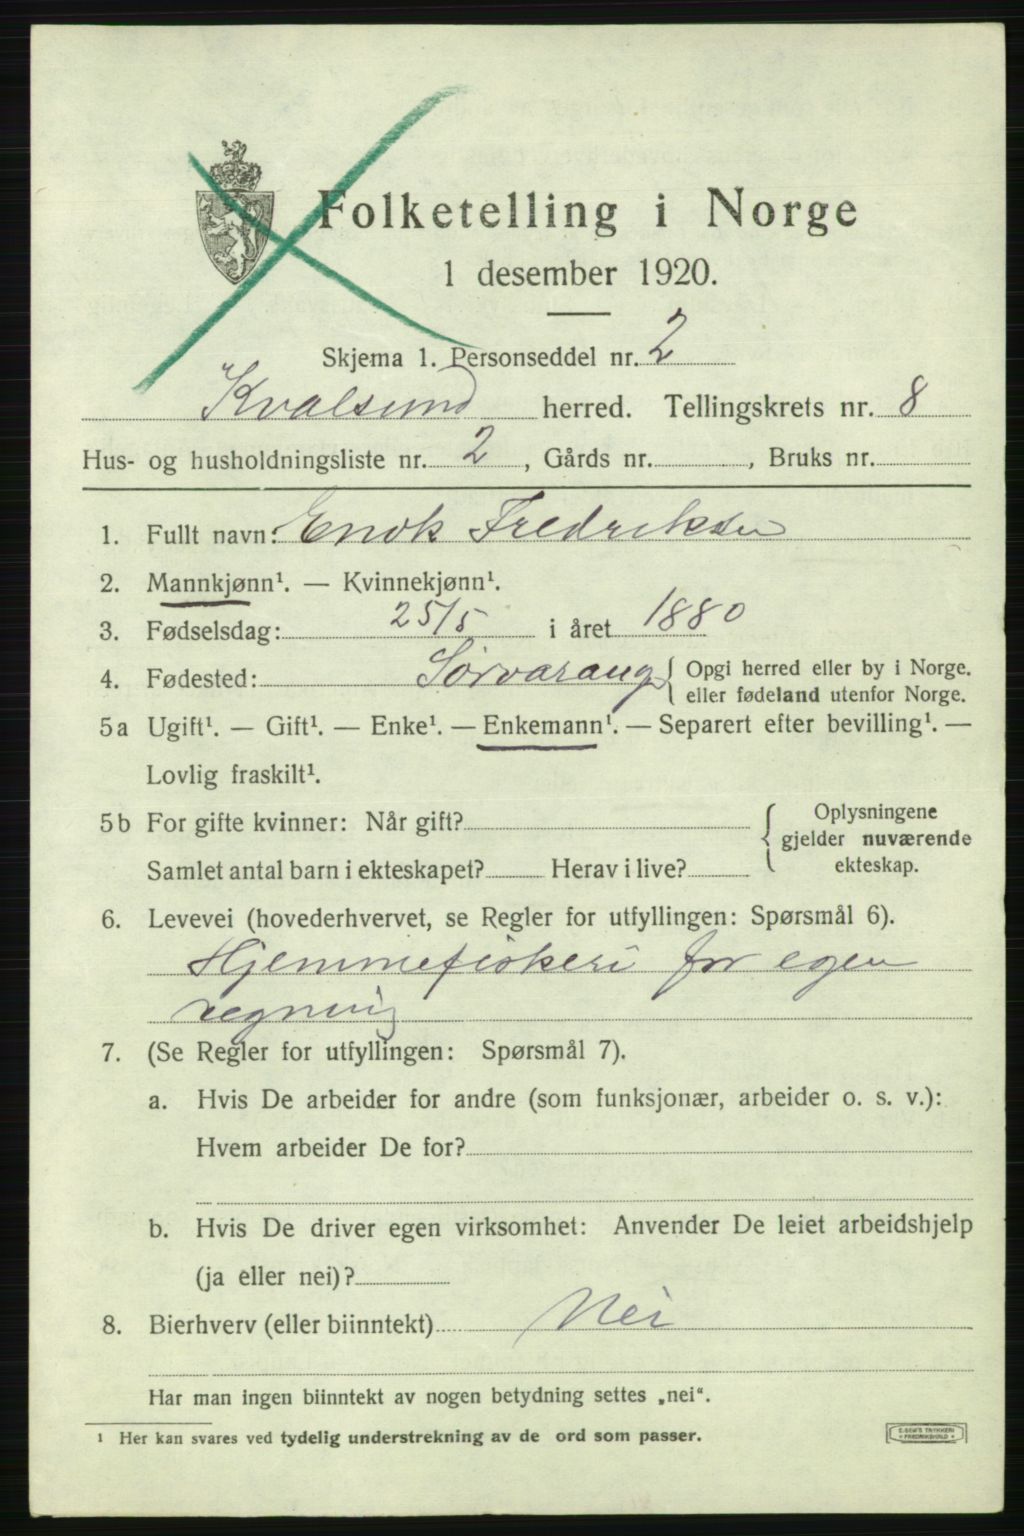 Folketelling i Norge
1 desember 1920.
Skjema 1. Personseddel nr. 2
Kvalsund herred. Tellingskrets nr. 8
Hus- og husholdningsliste nr. 2, Gårds nr. , Bruks nr.
1. Fullt navn: Enok Fredriksen
2. Mannkjønn¹. — Kvinnekjønn¹.
3. Fødselsdag: 25/5 i året 1880
4. Fødested: Sørvarang { Opgi herred eller by i Norge.
eller fødeland utenfor Norge.
5a Ugift¹. — Gift¹. — Enke¹. — Enkemann¹. — Separert efter bevilling¹. —
Lovlig fraskilt¹.
5b For gifte kvinner: Når gift?
Samlet antal barn i ekteskapet? Herav i live?
{ Oplysningene
gjelder nuværende
ekteskap.
6. Levevei (hovederhvervet, se Regler for utfyllingen: Spørsmål 6).
Hjemmefiskeri for egen
regning
7. (Se Regler for utfyllingen: Spørsmål 7).
a. Hvis De arbeider for andre (som funksjonær, arbeider o. s. v.):
Hvem arbeider De for?
b. Hvis De driver egen virksomhet: Anvender De leiet arbeidshjelp
(ja eller nei)?
8. Bierhverv (eller biinntekt) Nei
Har man ingen biinntekt av nogen betydning settes „nei“.
¹ Her kan svares ved tydelig understrekning av de ord som passer.
TRYKKERI
FREDRIKSHALD